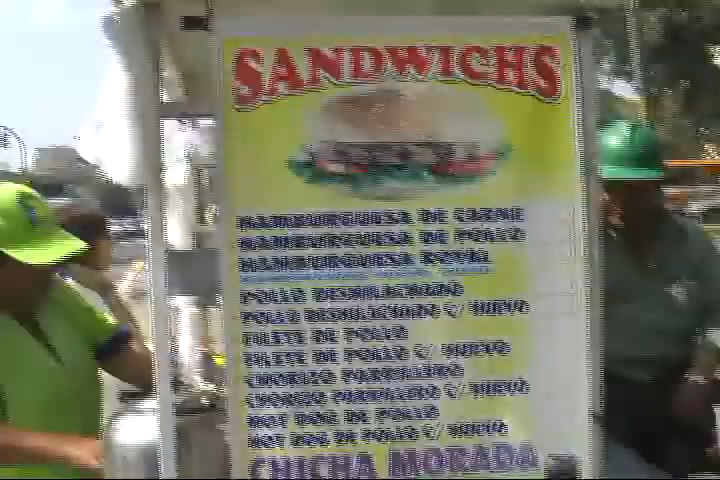 SANDWICHS
HAMBURGUESA DE CARNE
HAMBURGUESA DE POLLO
HAMBURGUESA ROYAL
POLLO DESHILACHADO
POLLO DESHILACHADO C/ HUEVO
FILETE DE POLLO
FILETE DE POLLO C/ HUEVO
CHORIZO PARRILLERO
CHORIZO PARRILLERO C/ HUEVO
HOT DOG DE POLLO
HOT DOG DE POLLO C/ HUEVO
CHICHA MORADA